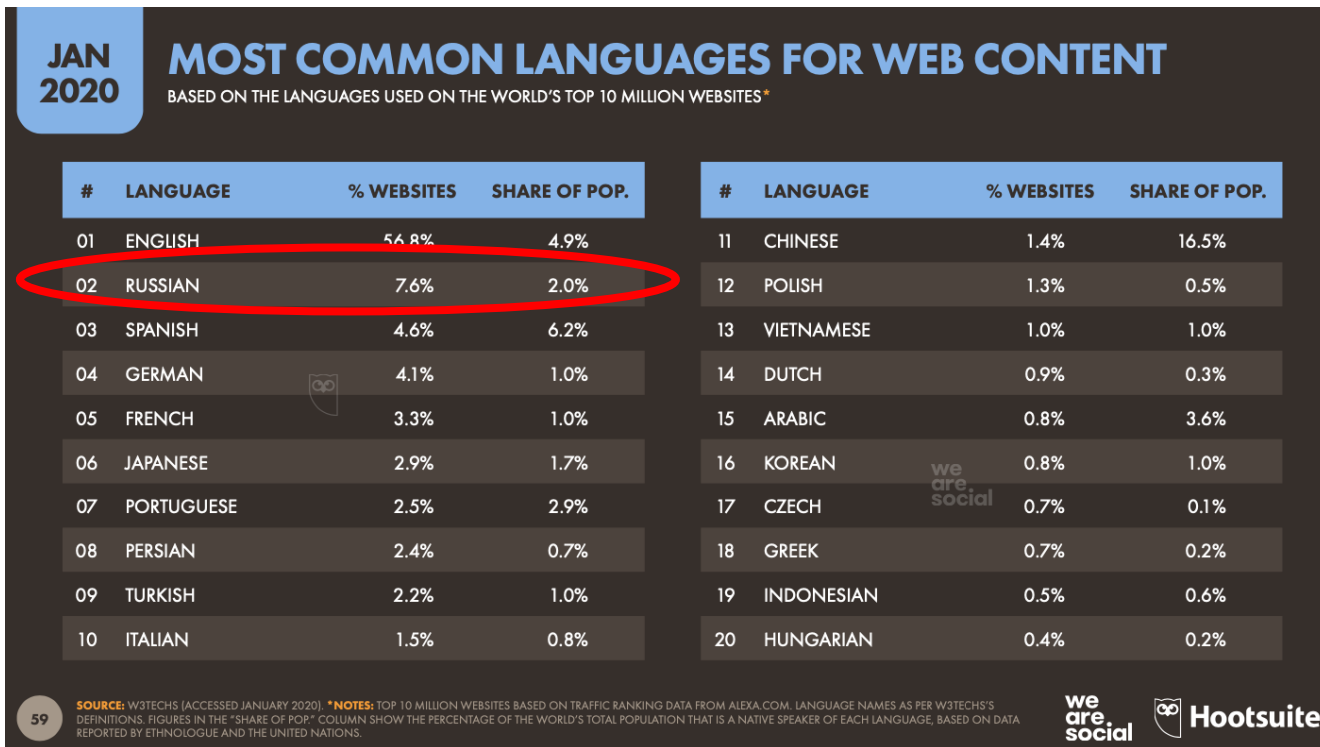 JAN
2020
MOST COMMON LANGUAGES FOR WEB CONTENT
BASED ON THE LANGUAGES USED ON THE WORLD'S TOP 10 MILLION WEBSITES*
# LANGUAGE % WEBSITES SHARE OF POP.
01 ENGLISH 56.8% 4.9%
02 RUSSIAN 7.6% 2.0%
03 SPANISH 4.6% 6.2%
04 GERMAN 4.1% 1.0%
05 FRENCH 3.3% 1.0%
06 JAPANESE 2.9% 1.7%
07 PORTUGUESE 2.5% 2.9%
08 PERSIAN 2.4% 0.7%
09 TURKISH 2.2% 1.0%
10 ITALIAN 1.5% 0.8%
# LANGUAGE % WEBSITES SHARE OF POP.
11 CHINESE 1.4% 16.5%
12 POLISH 1.3% 0.5%
13 VIETNAMESE 1.0% 1.0%
14 DUTCH 0.9% 0.3%
15 ARABIC 0.8% 3.6%
16 KOREAN 0.8% 1.0%
17 CZECH 0.7% 0.1%
18 GREEK 0.7% 0.2%
19 INDONESIAN 0.5% 0.6%
20 HUNGARIAN 0.4% 0.2%
we
are
social
59
SOURCE: W3TECHS (ACCESSED JANUARY 2020). *NOTES: TOP 10 MILLION WEBSITES BASED ON TRAFFIC RANKING DATA FROM ALEXA.COM. LANGUAGE NAMES AS PER W3TECHS'S
DEFINITIONS. FIGURES IN THE "SHARE OF POP." COLUMN SHOW THE PERCENTAGE OF THE WORLD'S TOTAL POPULATION THAT IS A NATIVE SPEAKER OF EACH LANGUAGE, BASED ON DATA
REPORTED BY ETHNOLOGUE AND THE UNITED NATIONS.
we
are
social
Hootsuite